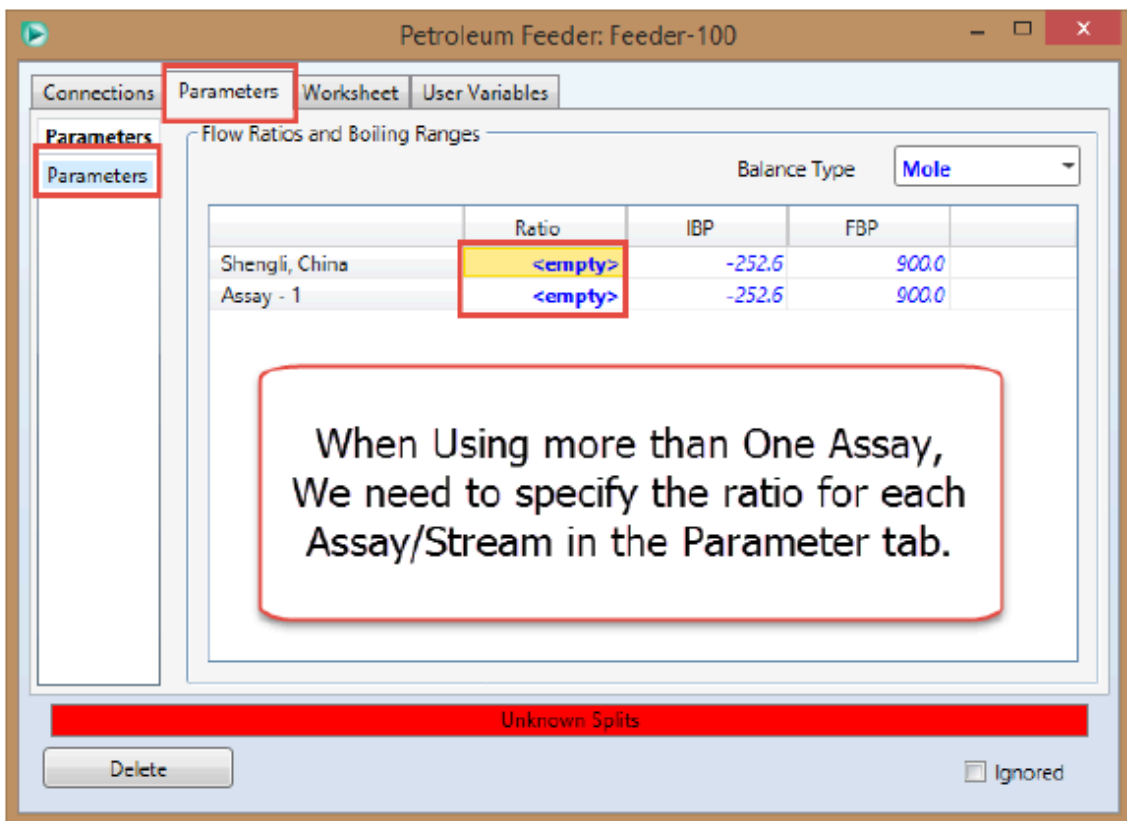 Petroleum Feeder: Feeder-100
Connections Parameters Worksheet User Variables
Parameters
Parameters
Flow Ratios and Boiling Ranges
Balance Type Mole
Ratio IBP FBP
Shengli, China <empty> -252.6 900.0
Assay - 1 <empty> -252.6 900.0
When Using more than One Assay,
We need to specify the ratio for each
Assay/Stream in the Parameter tab.
Unknown Splits
Delete
Ignored